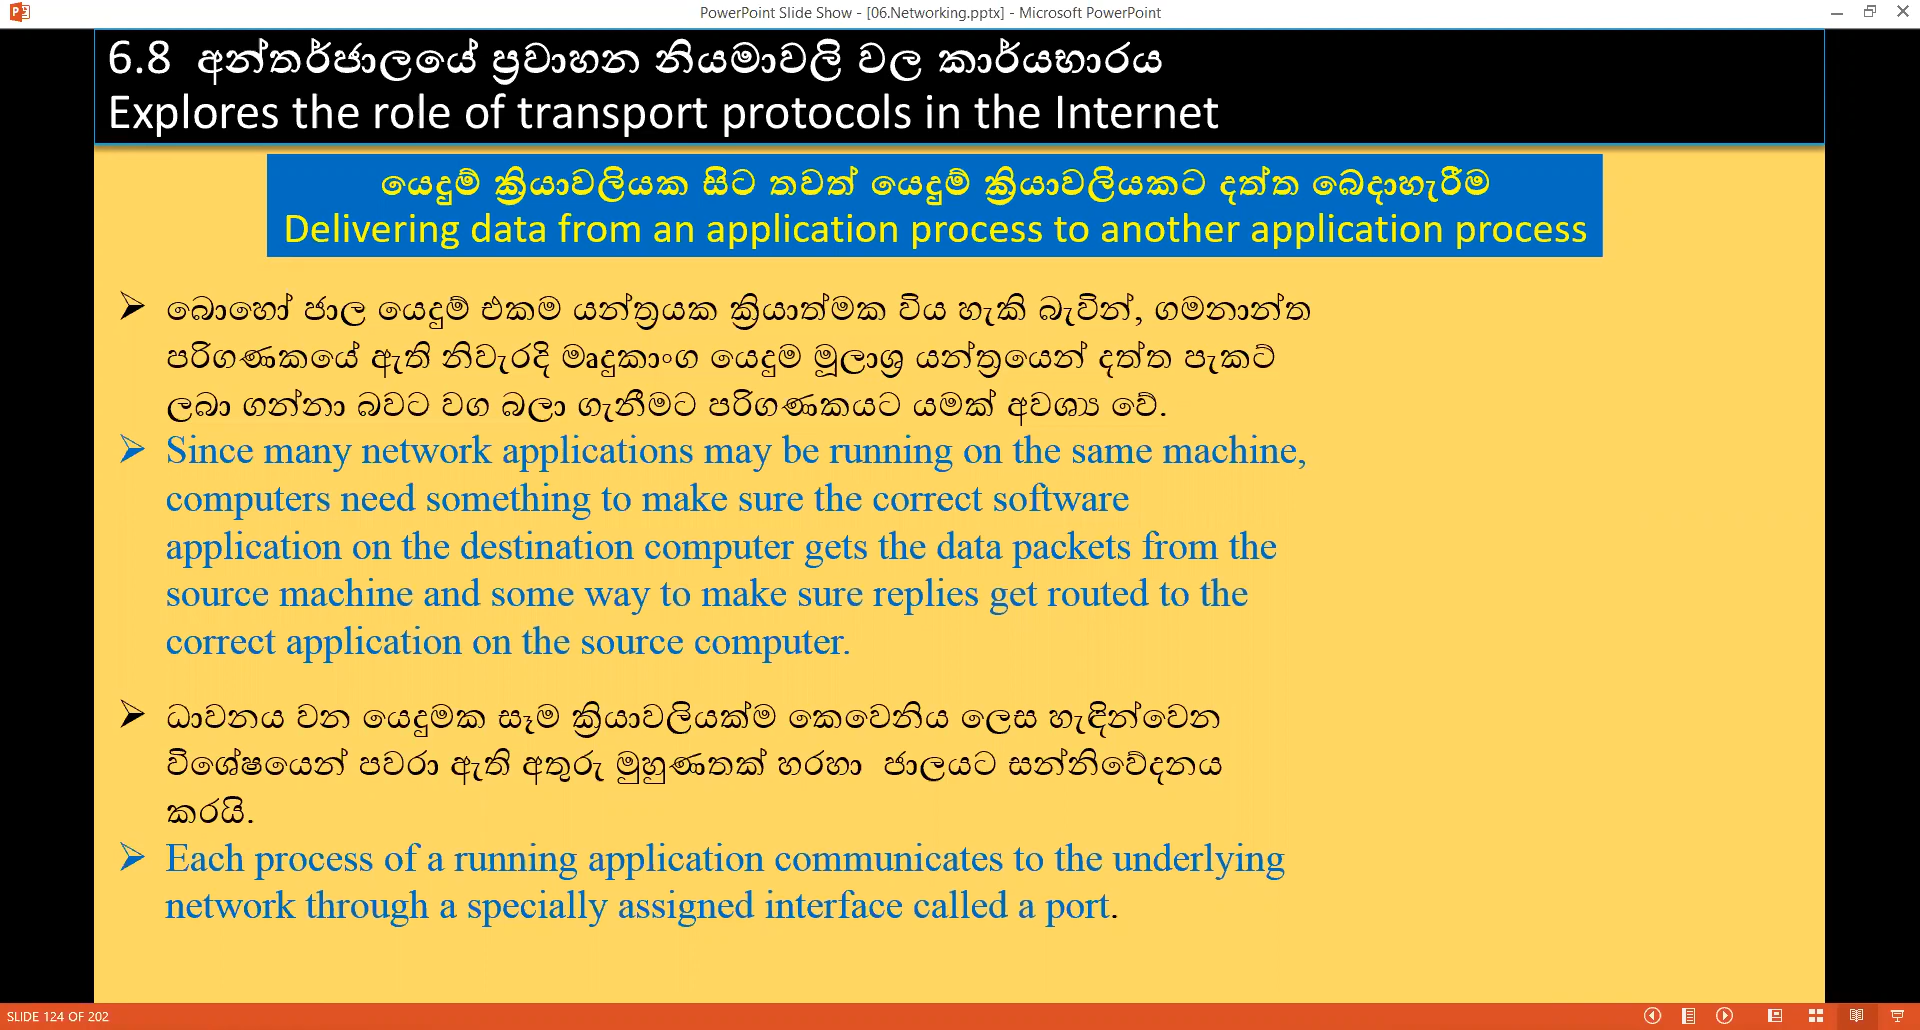 PowerPoint Slide Show - [06.Networking.pptx] - Microsoft PowerPoint
6.8 අන්තර්ජාලයේ ප්‍රවාහන නියමාවලි වල කාර්යභාරය
Explores the role of transport protocols in the Internet
යෙදුම් ක්‍රියාවලියක සිට තවත් යෙදුම් ක්‍රියාවලියකට දත්ත බෙදාහැරීම
Delivering data from an application process to another application process
➢ බොහෝ ජාල යෙදුම් එකම යන්ත්‍රයක ක්‍රියාත්මක විය හැකි බැවින්, ගමනාන්ත
පරිගණකයේ ඇති නිවැරදි මෘදුකාංග යෙදුම මූලාශ්‍ර යන්ත්‍රයෙන් දත්ත පැකට්
ලබා ගන්නා බවට වග බලා ගැනීමට පරිගණකයට යමක් අවශ්‍ය වේ.
➢ Since many network applications may be running on the same machine,
computers need something to make sure the correct software
application on the destination computer gets the data packets from the
source machine and some way to make sure replies get routed to the
correct application on the source computer.
➢ ධාවනය වන යෙදුමක සෑම ක්‍රියාවලියක්ම කෙවෙනිය ලෙස හැඳින්වෙන
විශේෂයෙන් පවරා ඇති අතුරු මුහුණතක් හරහා ජාලයට සන්නිවේදනය
කරයි.
➢ Each process of a running application communicates to the underlying
network through a specially assigned interface called a port.
SLIDE 124 OF 202